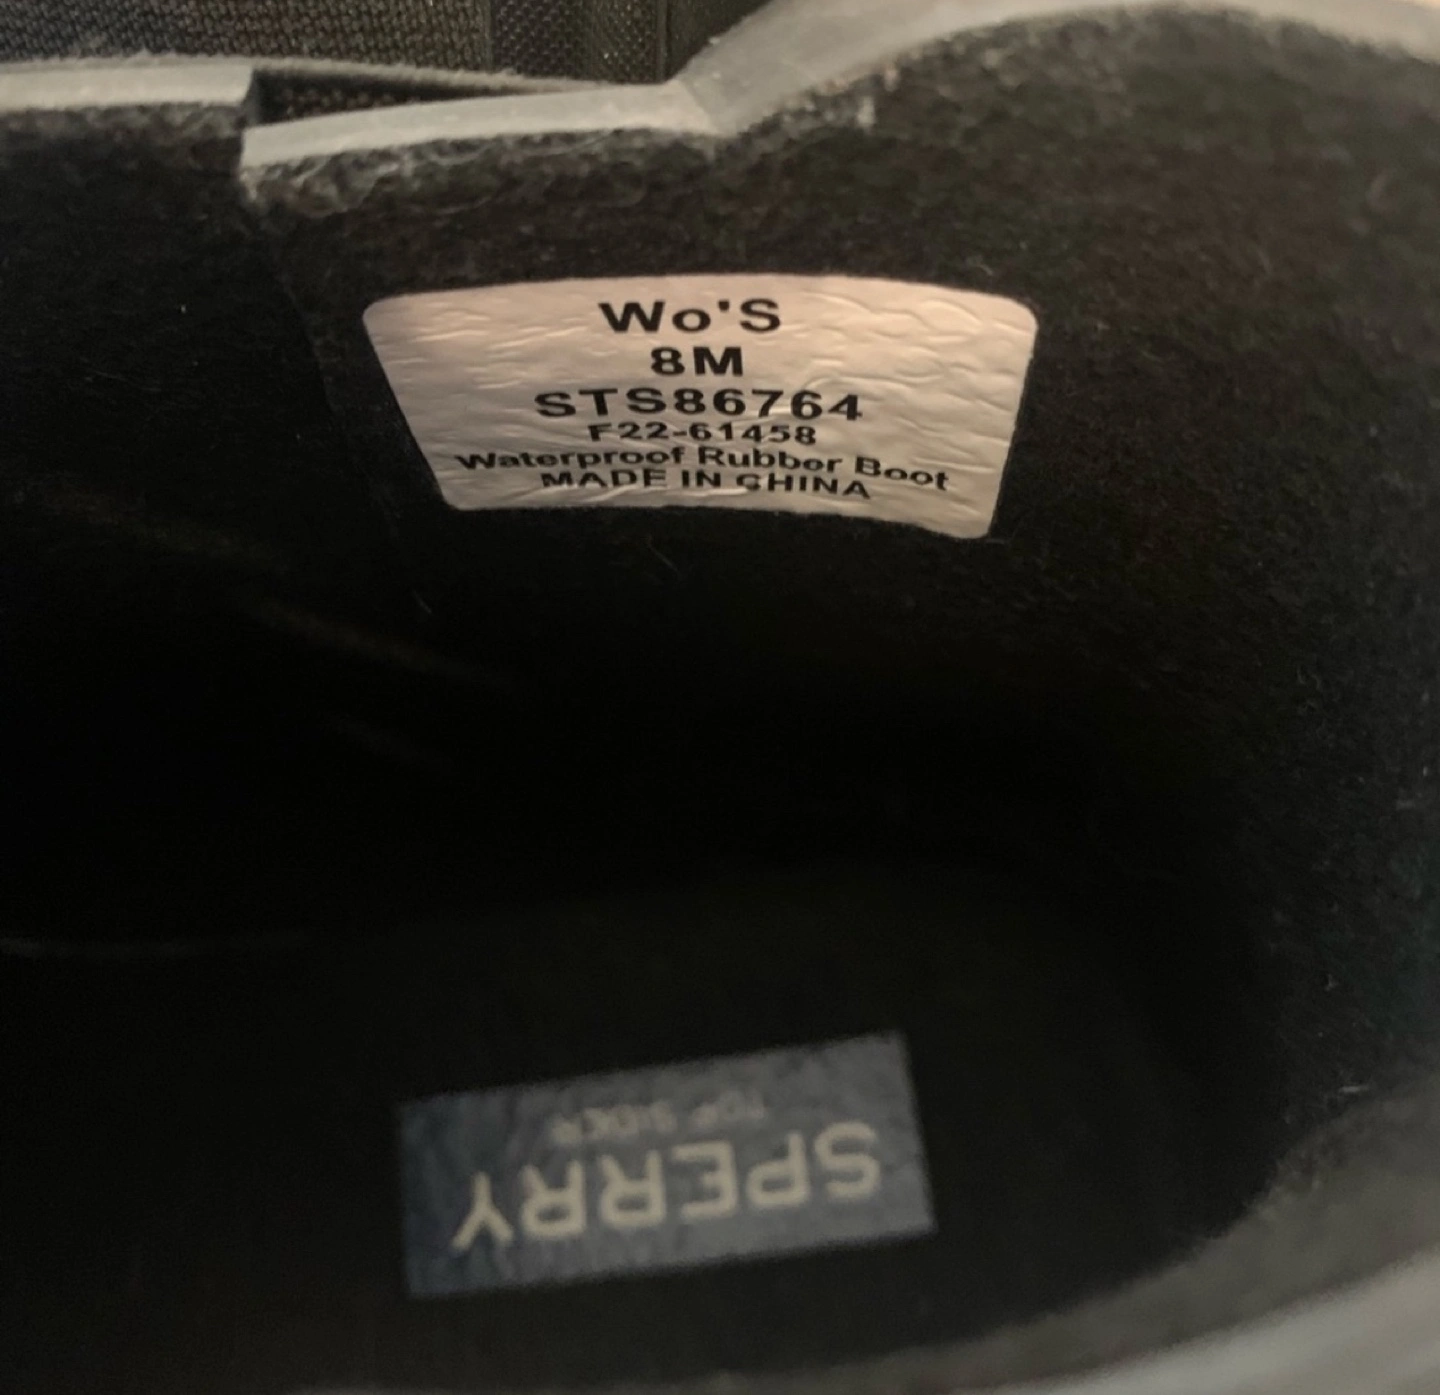 Wo'S
8M
STS86764
F22-61458
Waterproof Rubber Boot
MADE IN CHINA
SPERRY
TOP SIDER